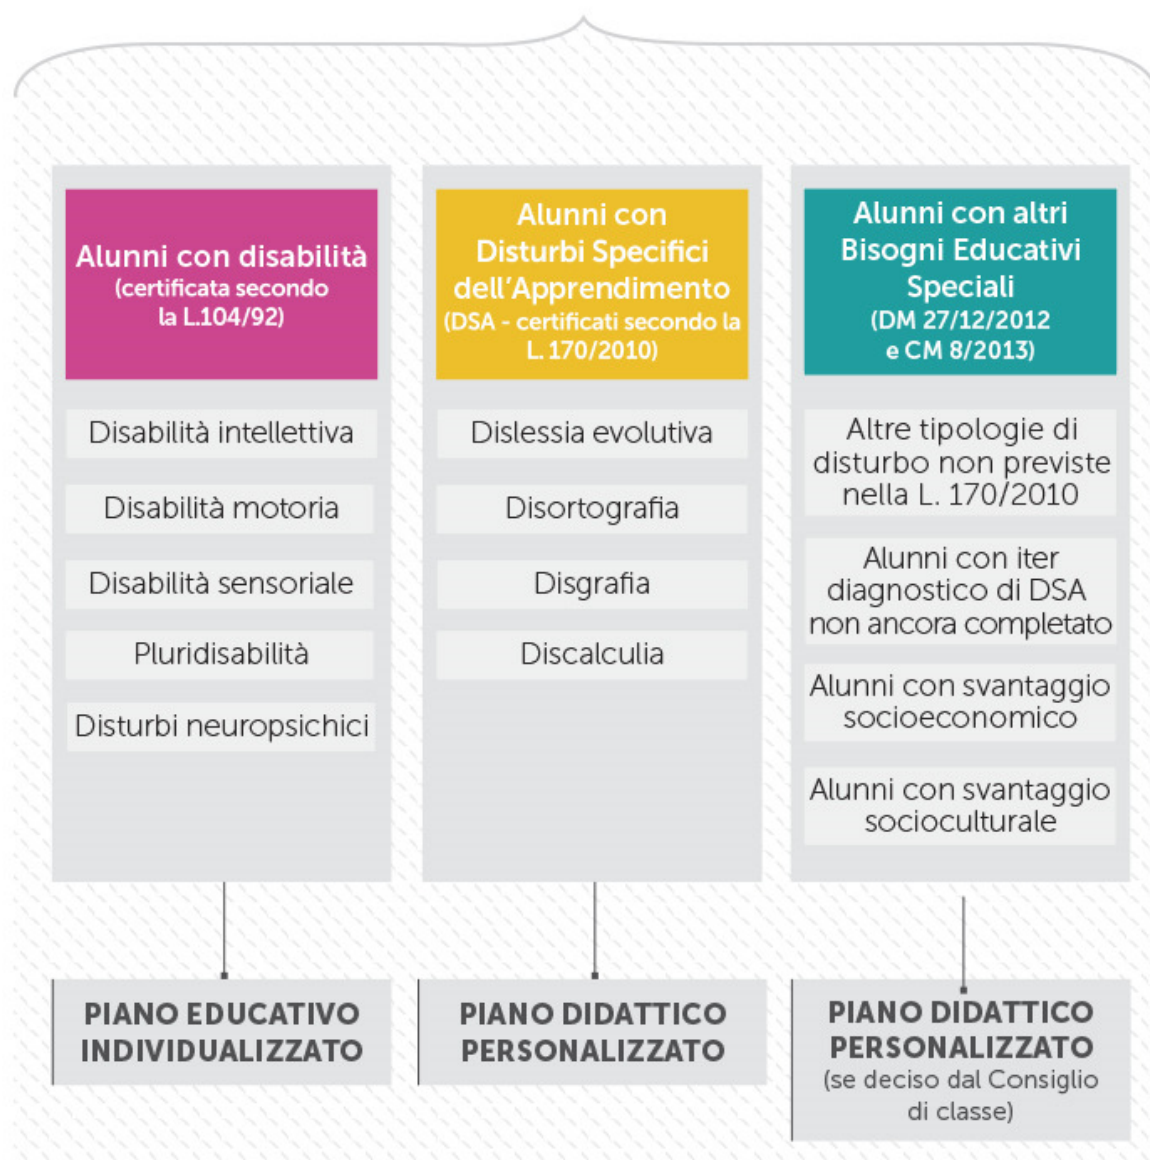 Alunni con disabilità
(certificata secondo
la L.104/92)
Disabilità intellettiva
Disabilità motoria
Disabilità sensoriale
Pluridisabilità
Disturbi neuropsichici
PIANO EDUCATIVO
INDIVIDUALIZZATO
Alunni con
Disturbi Specifici
dell'Apprendimento
(DSA - certificati secondo la
L. 170/2010)
Dislessia evolutiva
Disortografia
Disgrafia
Discalculia
PIANO DIDATTICO
PERSONALIZZATO
Alunni con altri
Bisogni Educativi
Speciali
(DM 27/12/2012
e CM 8/2013)
Altre tipologie di
disturbo non previste
nella L. 170/2010
Alunni con iter
diagnostico di DSA
non ancora completato
Alunni con svantaggio
socioeconomico
Alunni con svantaggio
socioculturale
PIANO DIDATTICO
PERSONALIZZATO
(se deciso dal Consiglio
di classe)